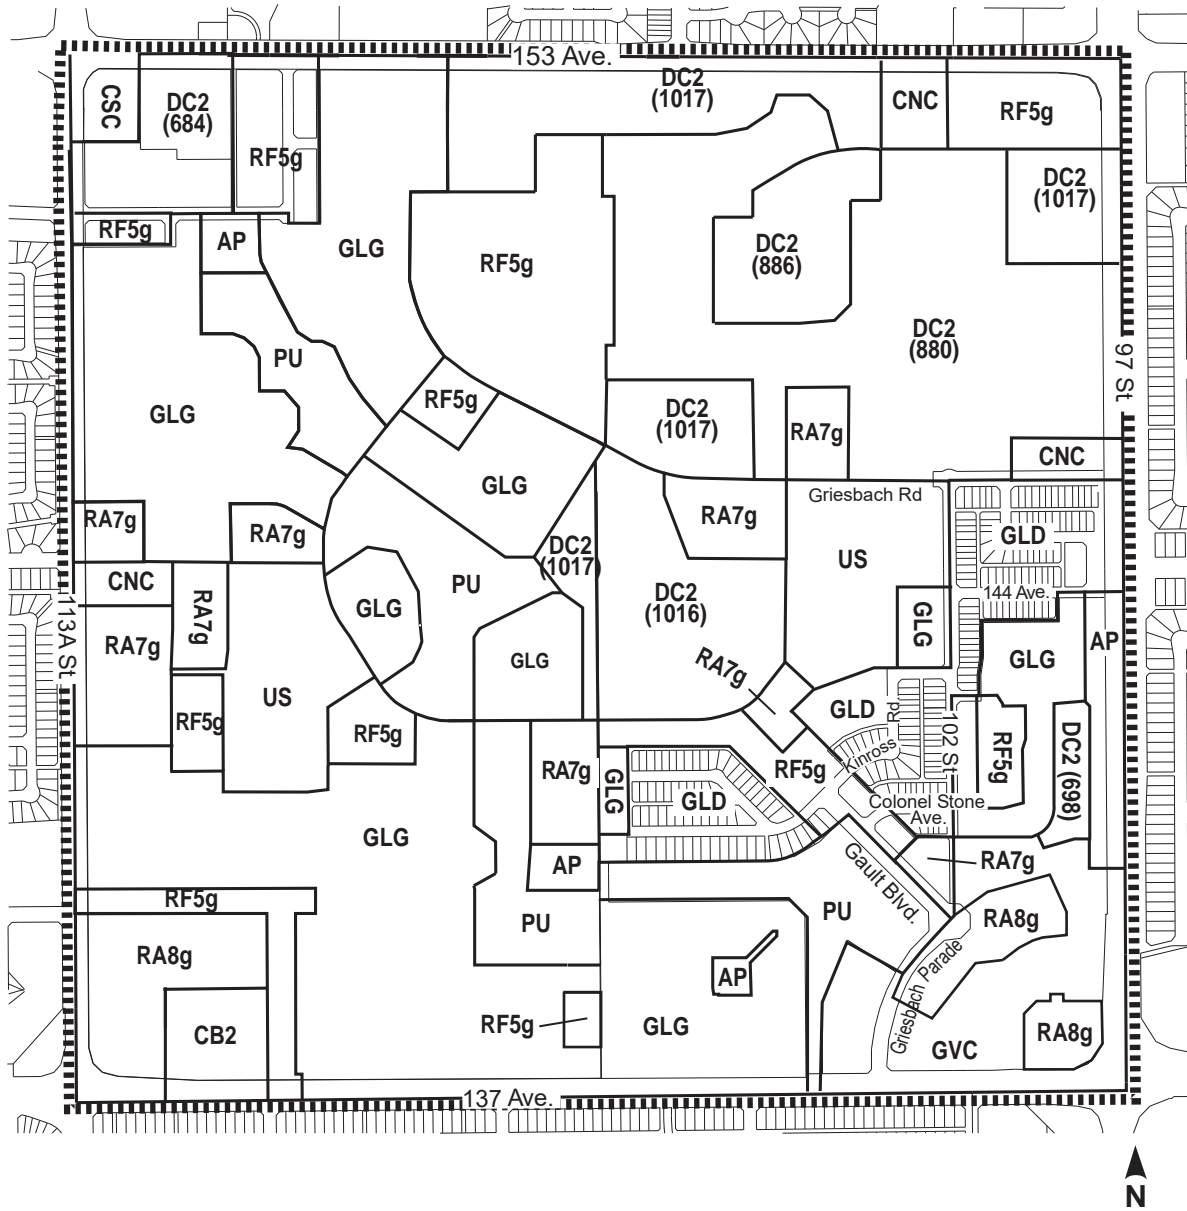 153 Ave.
CSC
DC2
(684)
RF5g
DC2
(1017)
CNC
RF5g
DC2
(1017)
RF5g
AP
GLG
RF5g
DC2
(886)
DC2
(880)
97 St
PU
GLG
RF5g
DC2
(1017)
RA7g
CNC
GLG
Griesbach Rd
RA7g
RA7g
RA7g
GLD
DC2
(1017)
US
CNC
PU
144 Ave.
113A St
RA7g
GLG
DC2
(1016)
GLG
RA7g
AP
GLG
GLG
RA7g
US
GLD
Rd
RF5g
RF5g
102 St
RF5g
DC2 (698)
Kinross
RA7g
GLG
RF5g
GLD
Colonel Stone
Ave.
GLG
AP
Gault Blvd.
RA7g
RF5g
PU
PU
RA8g
RA8g
Griesbach Parade
AP
RF5g
GLG
CB2
GVC
RA8g
137 Ave.
N